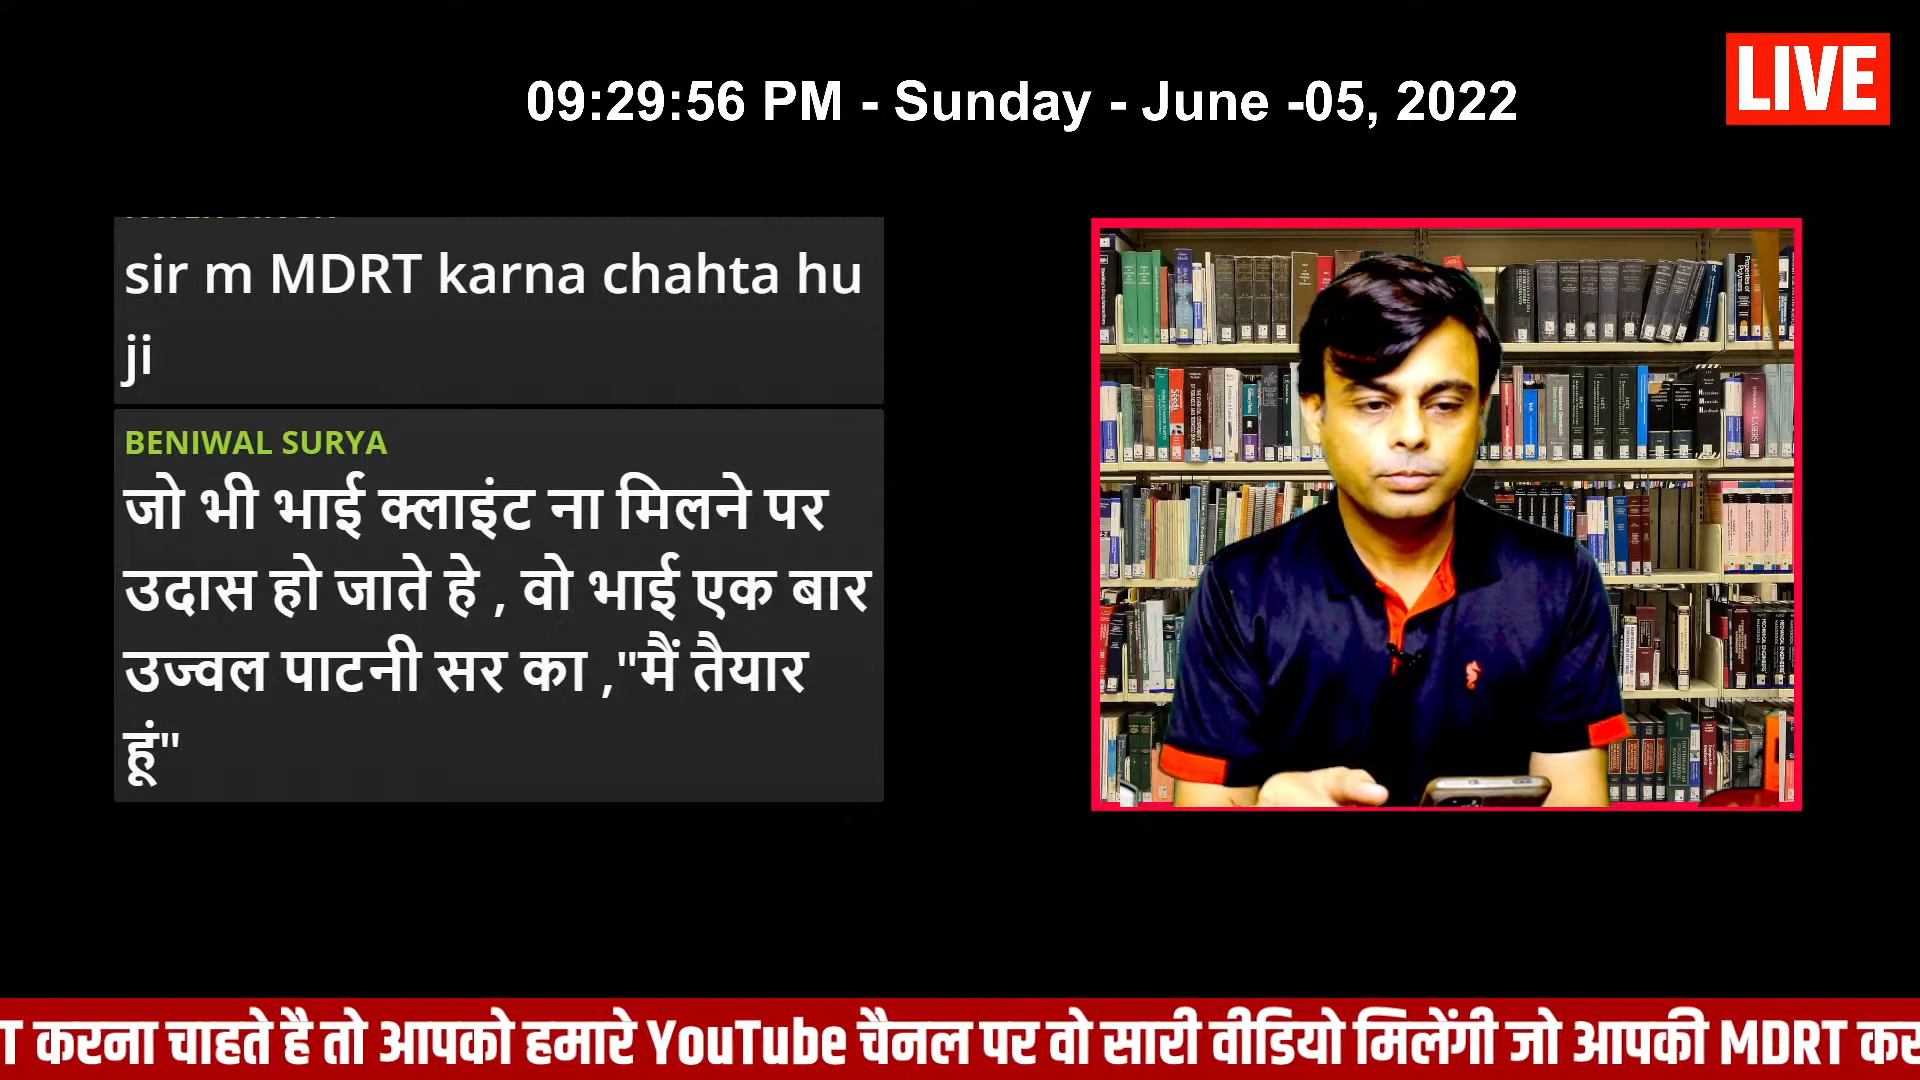 09:29:56 PM - Sunday - June -05, 2022
LIVE
sir m MDRT karna chahta hu
ji
BENIWAL SURYA
जो भी भाई क्लाइंट ना मिलने पर
उदास हो जाते हे , वो भाई एक बार
उज्वल पाटनी सर का ,"मैं तैयार
हूं"
T करना चाहते है तो आपको हमारे YouTube चैनल पर वो सारी वीडियो मिलेंगी जो आपकी MDRT कर